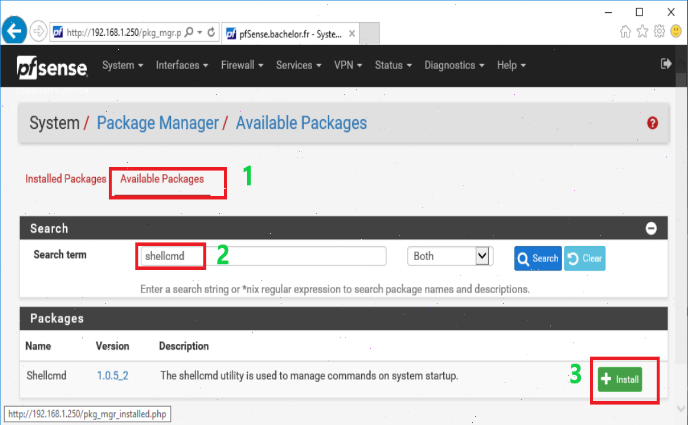 http://192.168.1.250/pkg_mgr.p
pfSense.bachelor.fr - Syste...
pfsense
System Interfaces Firewall Services VPN Status Diagnostics Help
System / Package Manager / Available Packages
Installed Packages Available Packages 1
Search
Search term shellcmd 2 Both Search Clear
Enter a search string or *nix regular expression to search package names and descriptions.
Packages
Name Version Description
Shellcmd 1.0.5_2 The shellcmd utility is used to manage commands on system startup. 3 Install
http://192.168.1.250/pkg_mgr_installed.php